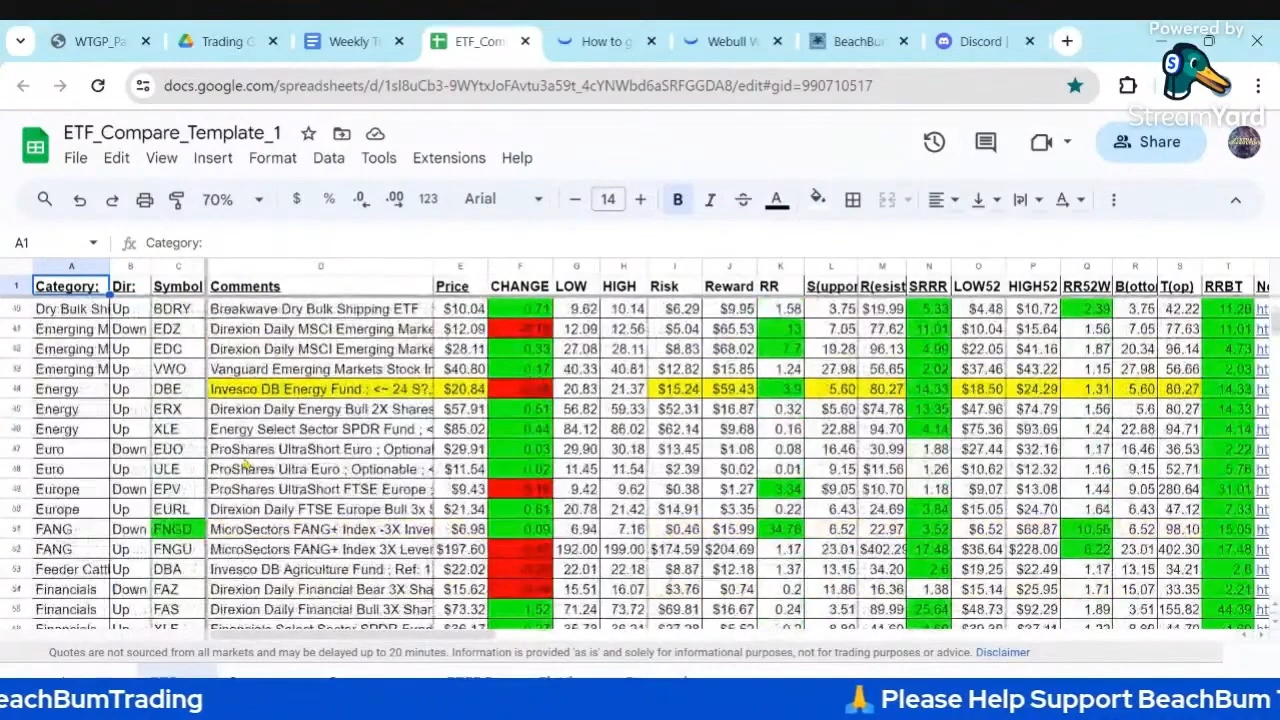 Powered by
StreamYard
WTGP_Pa
Trading G
Weekly T
ETF_Com
How to g
Webull W
BeachBu
Discord |
docs.google.com/spreadsheets/d/1sl8uCb3-9WYtxJoFAvtu3a59t_4cYNWbd6aSRFGGDA8/edit#gid=990710517
ETF_Compare_Template_1
File Edit View Insert Format Data Tools Extensions Help
Share
70% $ % .0 .00 123 Arial 14 B I A
A1 fx Category:
A B C D E F G H I J K L M N O P Q R S T
1 Category: Dir: Symbol Comments Price CHANGE LOW HIGH Risk Reward RR S(uppor R(esist SRRR LOW52 HIGH52 RR52W B(otto T(op) RRBT
Dry Bulk Shi Up BDRY Breakwave Dry Bulk Shipping ETF $10.04 0.71 9.62 10.14 $6.29 $9.95 1.58 3.75 $19.99 5.33 $4.48 $10.72 2.39 3.75 42.22 11.28 ht
Emerging M Down EDZ Direxion Daily MSCI Emerging Marke $12.09 12.09 12.56 $5.04 $65.53 13 7.05 77.62 11.01 $10.04 $15.64 1.56 7.05 77.63 11.01 ht
Emerging M Up EDC Direxion Daily MSCI Emerging Marke $28.11 0.33 27.08 28.11 $8.83 $68.02 7.7 19.28 96.13 4.99 $22.05 $41.16 1.87 20.34 96.14 4.73 ht
Emerging M Up VWO Vanguard Emerging Markets Stock In $40.80 0.17 40.33 40.81 $12.82 $15.85 1.24 27.98 56.65 2.02 $37.46 $43.22 1.15 27.98 56.66 2.03 ht
Energy Up DBE Invesco DB Energy Fund ; <~ 24 S?, $20.84 20.83 21.37 $15.24 $59.43 3.9 5.60 80.27 14.33 $18.50 $24.29 1.31 5.60 80.27 14.33 ht
Energy Up ERX Direxion Daily Energy Bull 2X Shares $57.91 0.51 56.82 59.33 $52.31 $16.87 0.32 $5.60 $74.78 13.35 $47.96 $74.79 1.56 5.6 80.27 14.33 ht
Energy Up XLE Energy Select Sector SPDR Fund ; < $85.02 0.44 84.12 86.02 $62.14 $9.68 0.16 22.88 94.70 4.14 $75.36 $93.69 1.24 22.88 94.71 4.14 ht
Euro Down EUO ProShares UltraShort Euro ; Optional $29.91 0.03 29.90 30.18 $13.45 $1.08 0.08 16.46 30.99 1.88 $27.44 $32.16 1.17 16.46 36.53 2.22 ht
Euro Up ULE ProShares Ultra Euro ; Optionable ; < $11.54 0.02 11.45 11.54 $2.39 $0.02 0.01 9.15 $11.56 1.26 $10.62 $12.32 1.16 9.15 52.71 5.76 ht
Europe Down EPV ProShares UltraShort FTSE Europe ; $9.43 9.42 9.62 $0.38 $1.27 3.34 $9.05 $10.70 1.18 $9.07 $13.08 1.44 9.05 280.64 31.01 ht
Europe Up EURL Direxion Daily FTSE Europe Bull 3x S $21.34 0.61 20.78 21.42 $14.91 $3.35 0.22 6.43 24.69 3.84 $15.05 $24.70 1.64 6.43 47.12 7.33 ht
FANG Down FNGD MicroSectors FANG+ Index -3X Inver $6.98 0.09 6.94 7.16 $0.46 $15.99 34.76 6.52 22.97 3.52 $6.52 $68.87 10.56 6.52 98.10 15.05 ht
FANG Up FNGU MicroSectors FANG+ Index 3X Lever $197.60 192.00 199.00 $174.59 $204.69 1.17 23.01 $402.29 17.48 $36.64 $228.00 6.22 23.01 402.30 17.48 ht
Feeder Cattl Up DBA Invesco DB Agriculture Fund ; Ref: 1 $22.02 22.01 22.18 $8.87 $12.18 1.37 13.15 34.20 2.6 $19.25 $22.49 1.17 13.15 34.21 2.6 ht
Financials Down FAZ Direxion Daily Financial Bear 3X Shar $15.62 15.51 16.07 $3.76 $0.74 0.2 11.86 16.36 1.38 $15.14 $25.95 1.71 15.07 33.35 2.21 ht
Financials Up FAS Direxion Daily Financial Bull 3X Shar $73.32 1.52 71.24 73.72 $69.81 $16.67 0.24 3.51 89.99 25.64 $48.73 $92.29 1.89 3.51 155.82 44.39 ht
Quotes are not sourced from all markets and may be delayed up to 20 minutes. Information is provided 'as is' and solely for informational purposes, not for trading purposes or advice. Disclaimer
eachBumTrading 🙏 Please Help Support BeachBum T